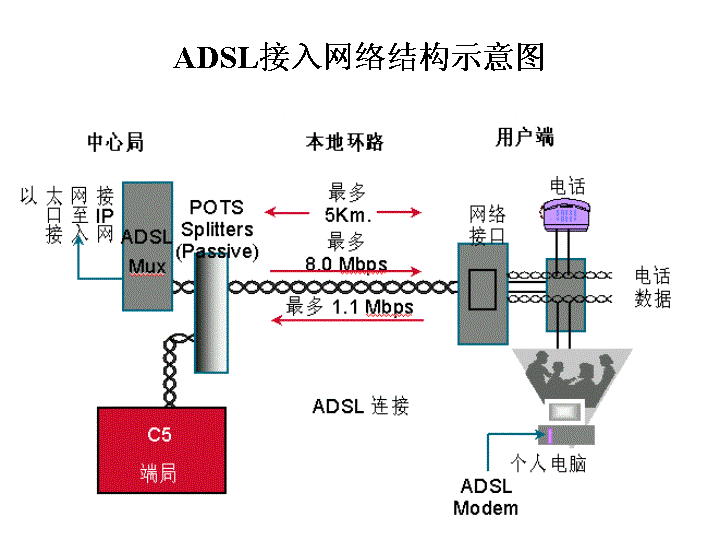 ADSL接入网络结构示意图
中心局
本地环路
用户端
以 太 网 接
口 至 IP
接 入 网
ADSL
Mux
POTS
Splitters
(Passive)
最多
5Km.
最多
8.0 Mbps
最多 1.1 Mbps
网络
接口
电话
电话
数据
C5
端局
ADSL 连接
个人电脑
ADSL
Modem